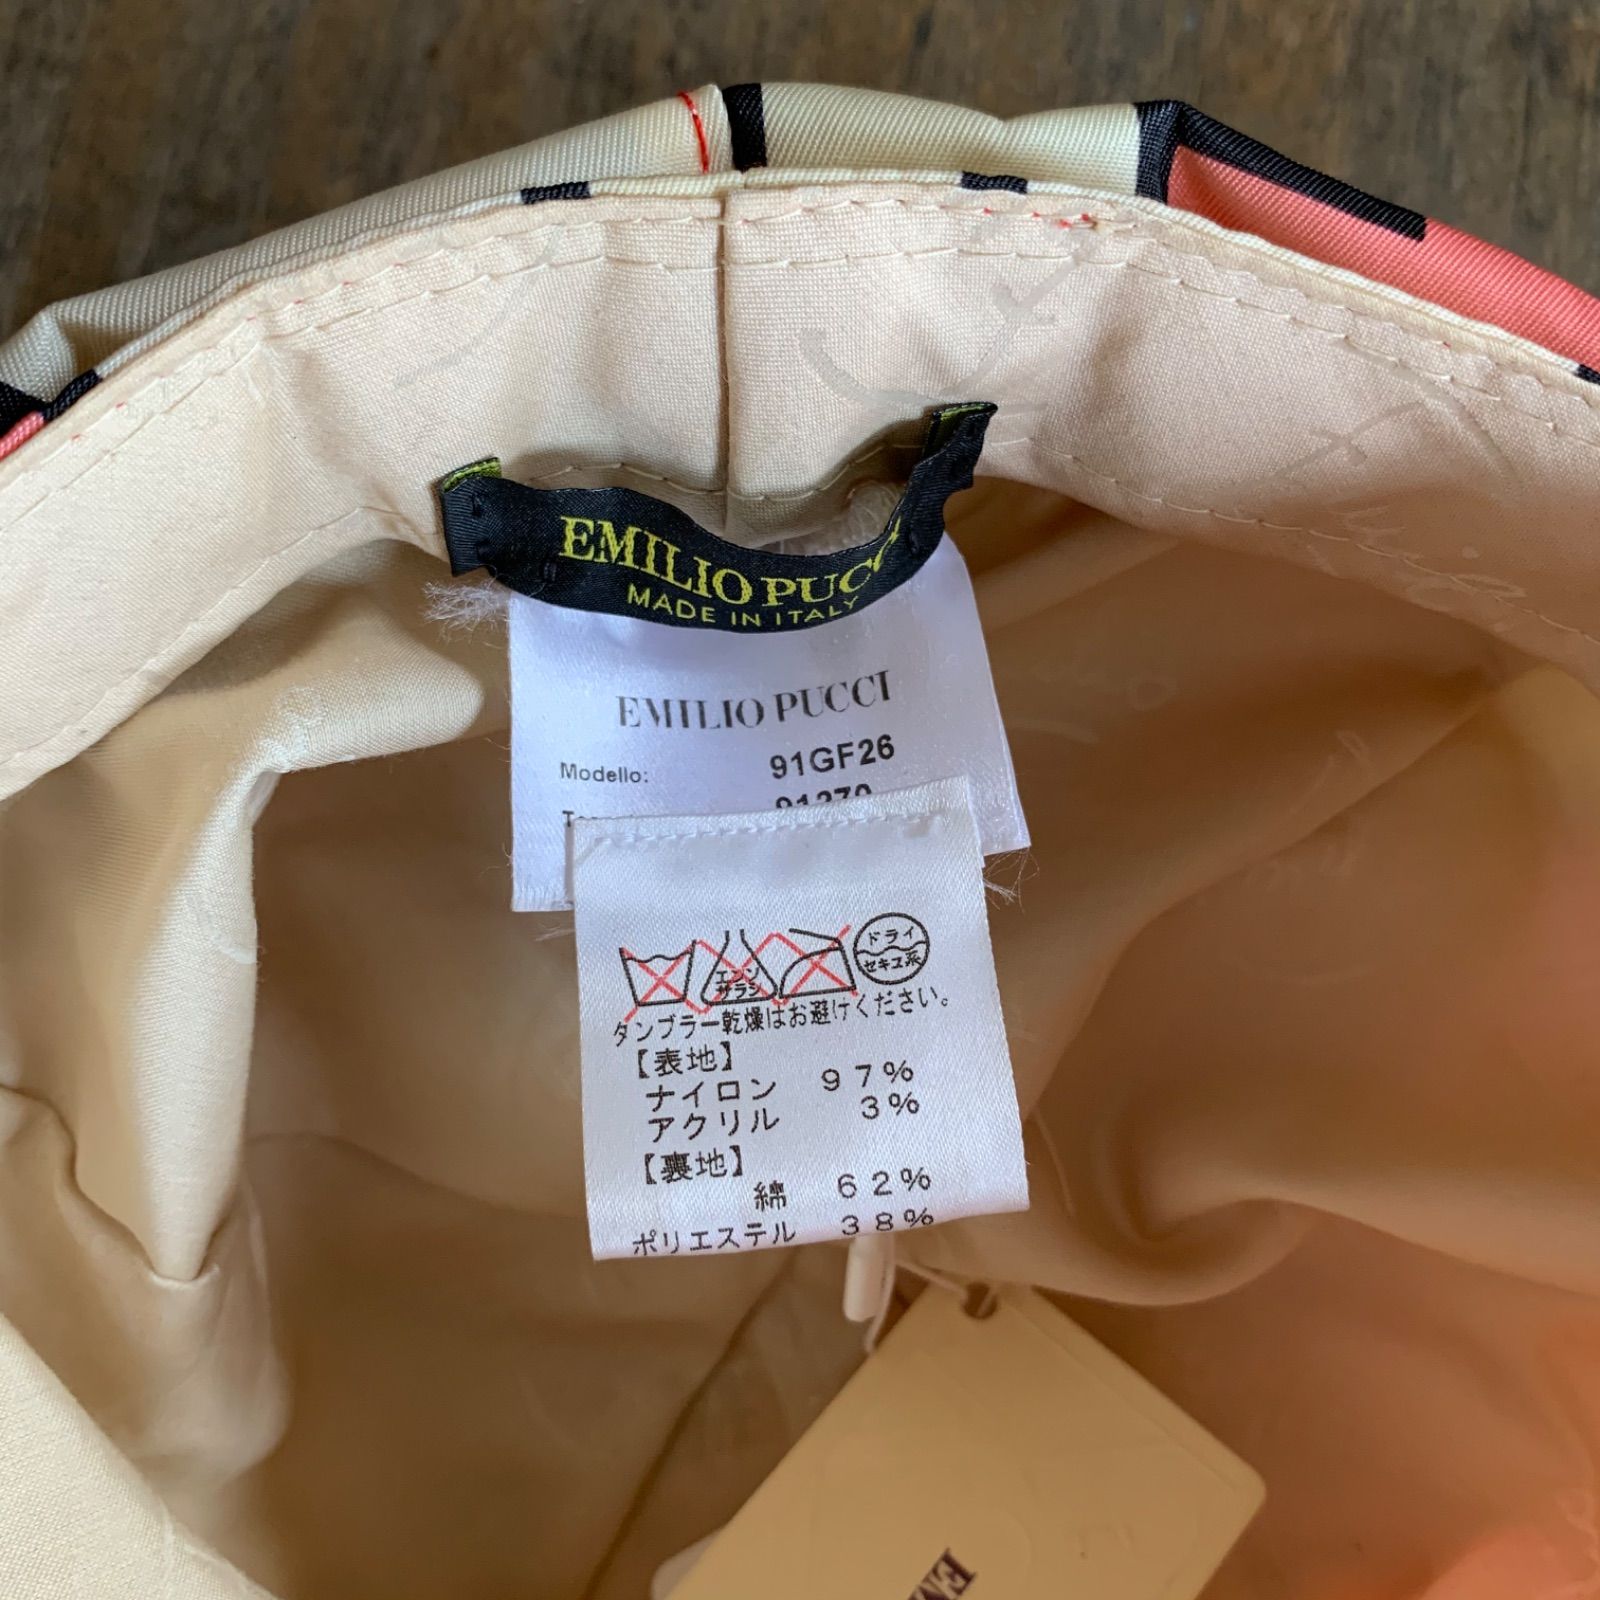 EMILIO PUCCI
MADE IN ITALY
EMILIO PUCCI
Modello: 91GF26
エンソ
サラシ
ドライ
セキユ系
タンブラー乾燥はお避けください。
【表地】
ナイロン 97%
アクリル 3%
【裏地】
綿 62%
ポリエステル 38%